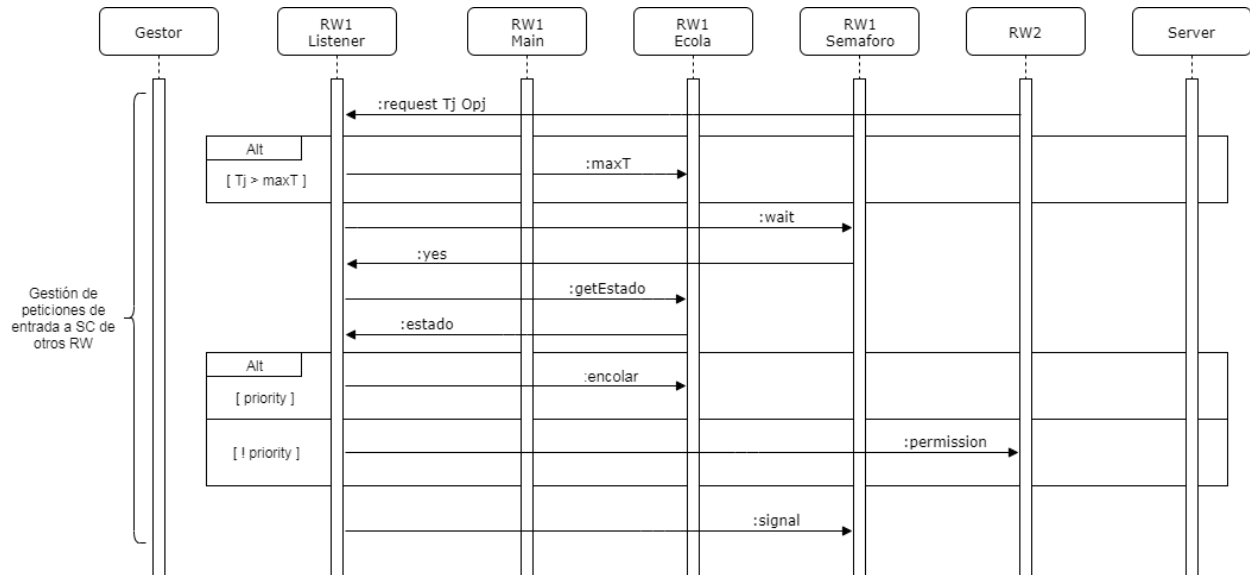 Gestor
RW1
Listener
RW1
Main
RW1
Ecola
RW1
Semaforo
RW2
Server
:request Tj Opj
Alt
[ Tj > maxT ]
:maxT
:wait
:yes
Gestión de
peticiones de
entrada a SC de
otros RW
:getEstado
:estado
Alt
[ priority ]
:encolar
[ ! priority ]
:permission
:signal